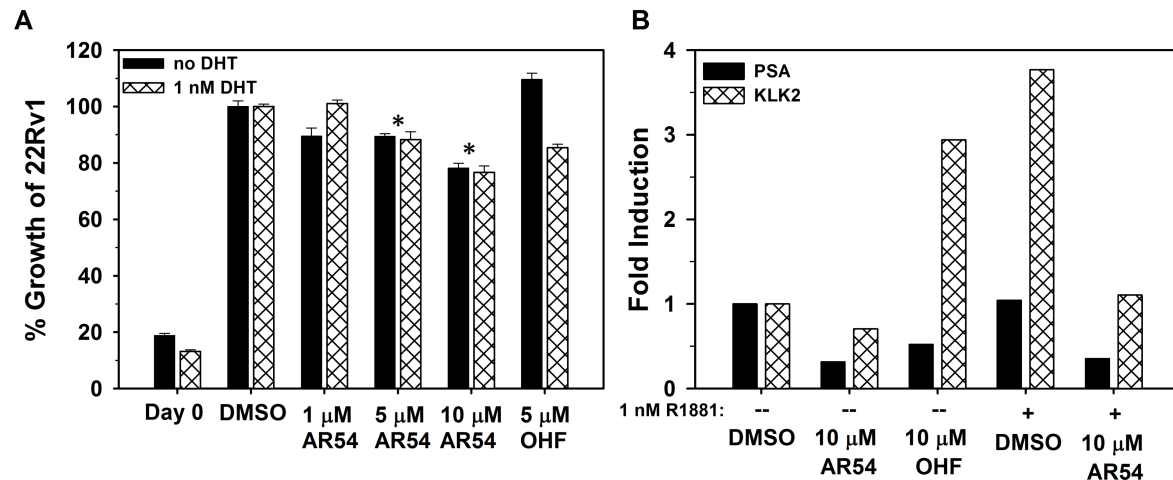 A
% Growth of 22Rv1
120
100
80
60
40
20
0
no DHT
1 nM DHT
*
*
Day 0 DMSO 1 μM 5 μM 10 μM 5 μM
AR54 AR54 AR54 OHF
B
Fold Induction
4
3
2
1
0
PSA
KLK2
1 nM R1881: -- -- -- + +
DMSO 10 μM 10 μM DMSO 10 μM
AR54 OHF AR54